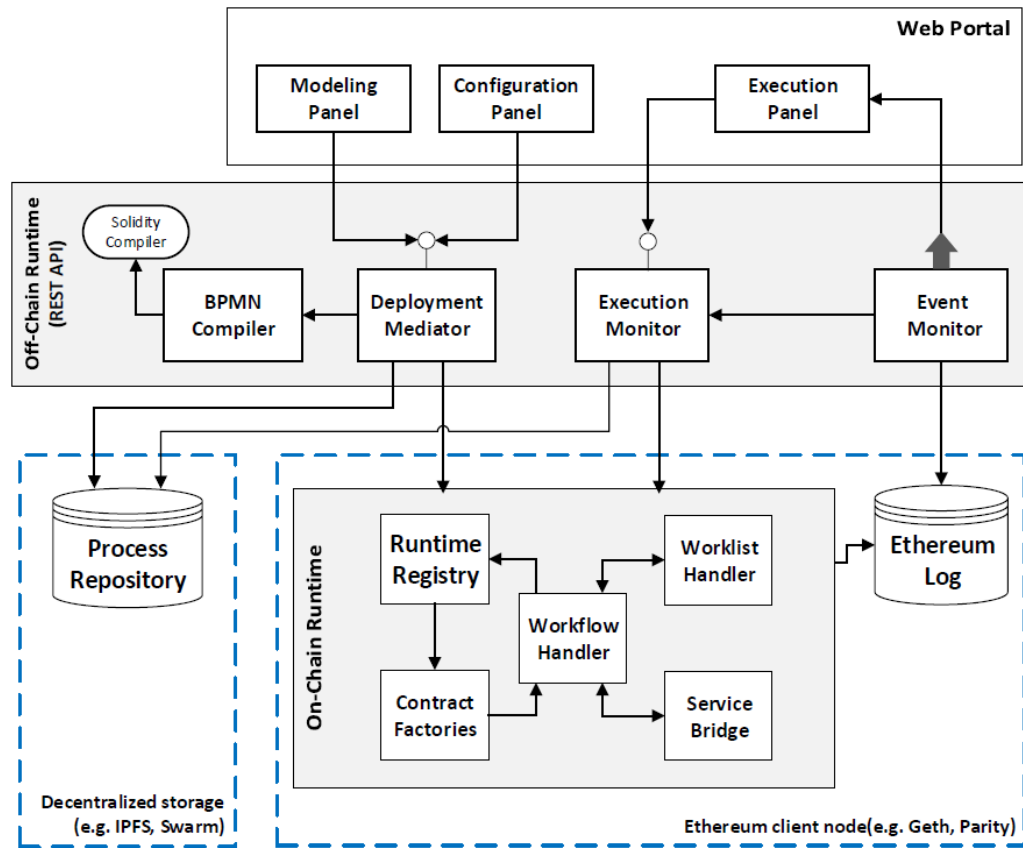 Web Portal
Modeling
Panel
Configuration
Panel
Execution
Panel
Off-Chain Runtime
(REST API)
Solidity
Compiler
BPMN
Compiler
Deployment
Mediator
Execution
Monitor
Event
Monitor
Process
Repository
Decentralized storage
(e.g. IPFS, Swarm)
On-Chain Runtime
Runtime
Registry
Worklist
Handler
Workflow
Handler
Contract
Factories
Service
Bridge
Ethereum
Log
Ethereum client node(e.g. Geth, Parity)